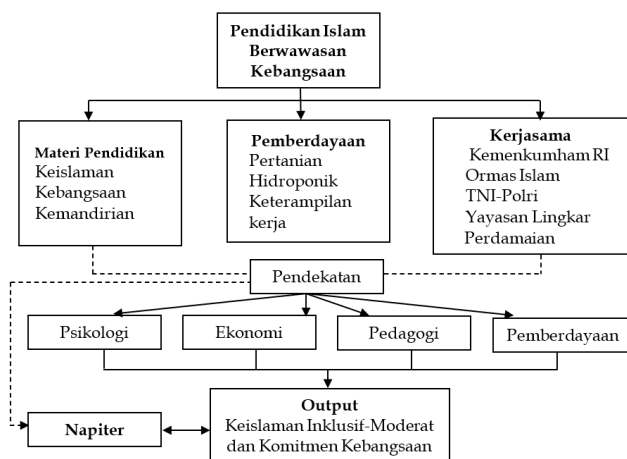 Pendidikan Islam
Berwawasan
Kebangsaan
Materi Pendidikan
Keislaman
Kebangsaan
Kemandirian
Pemberdayaan
Pertanian
Hidroponik
Keterampilan
kerja
Kerjasama
Kemenkumham RI
Ormas Islam
TNI-Polri
Yayasan Lingkar
Perdamaian
Pendekatan
Psikologi
Ekonomi
Pedagogi
Pemberdayaan
Napiter
Output
Keislaman Inklusif-Moderat
dan Komitmen Kebangsaan